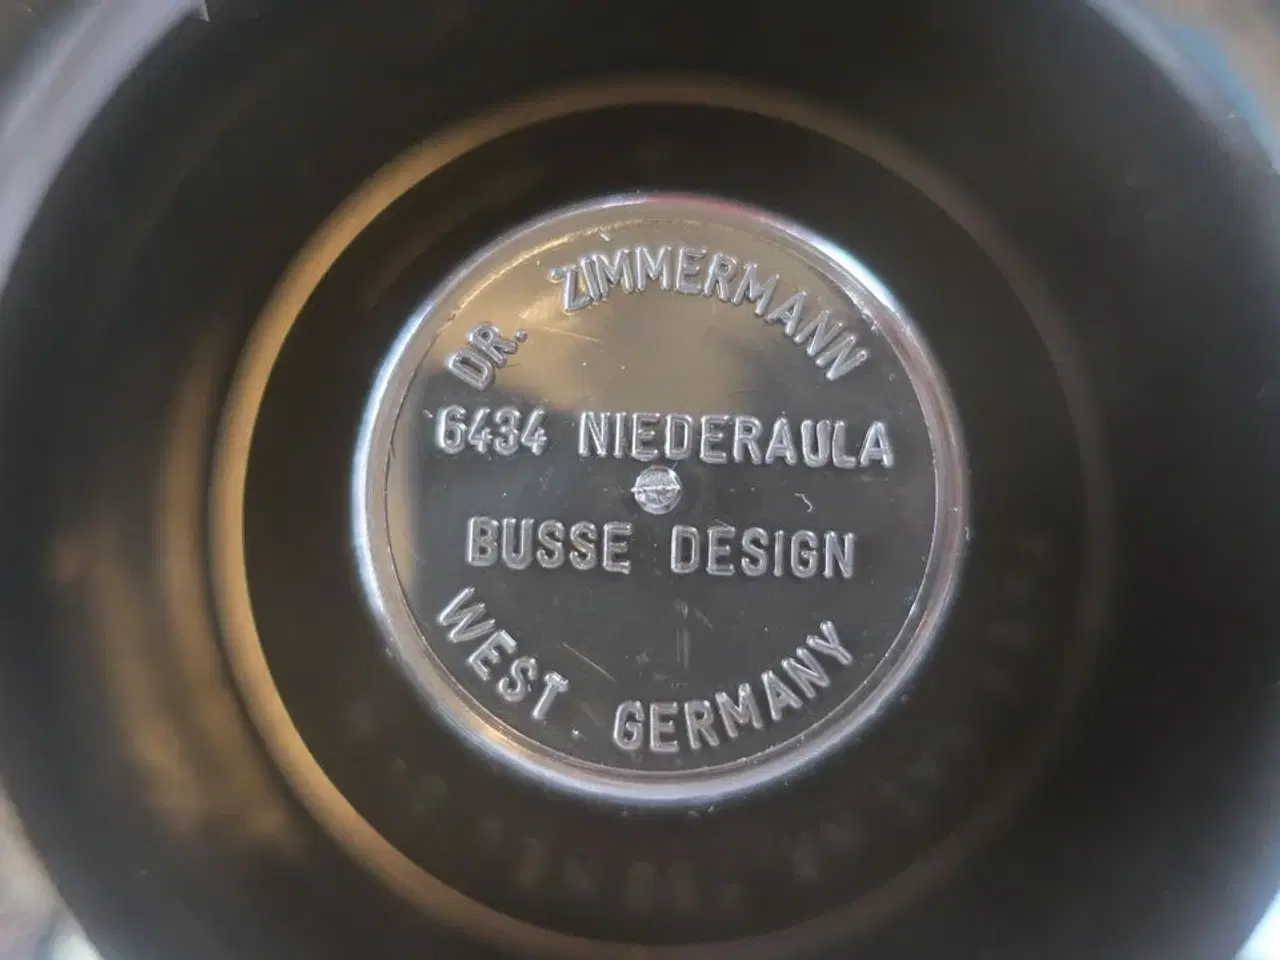 DR. ZIMMERMANN
6434 NIEDERAULA
BUSSE DESIGN
WEST GERMANY